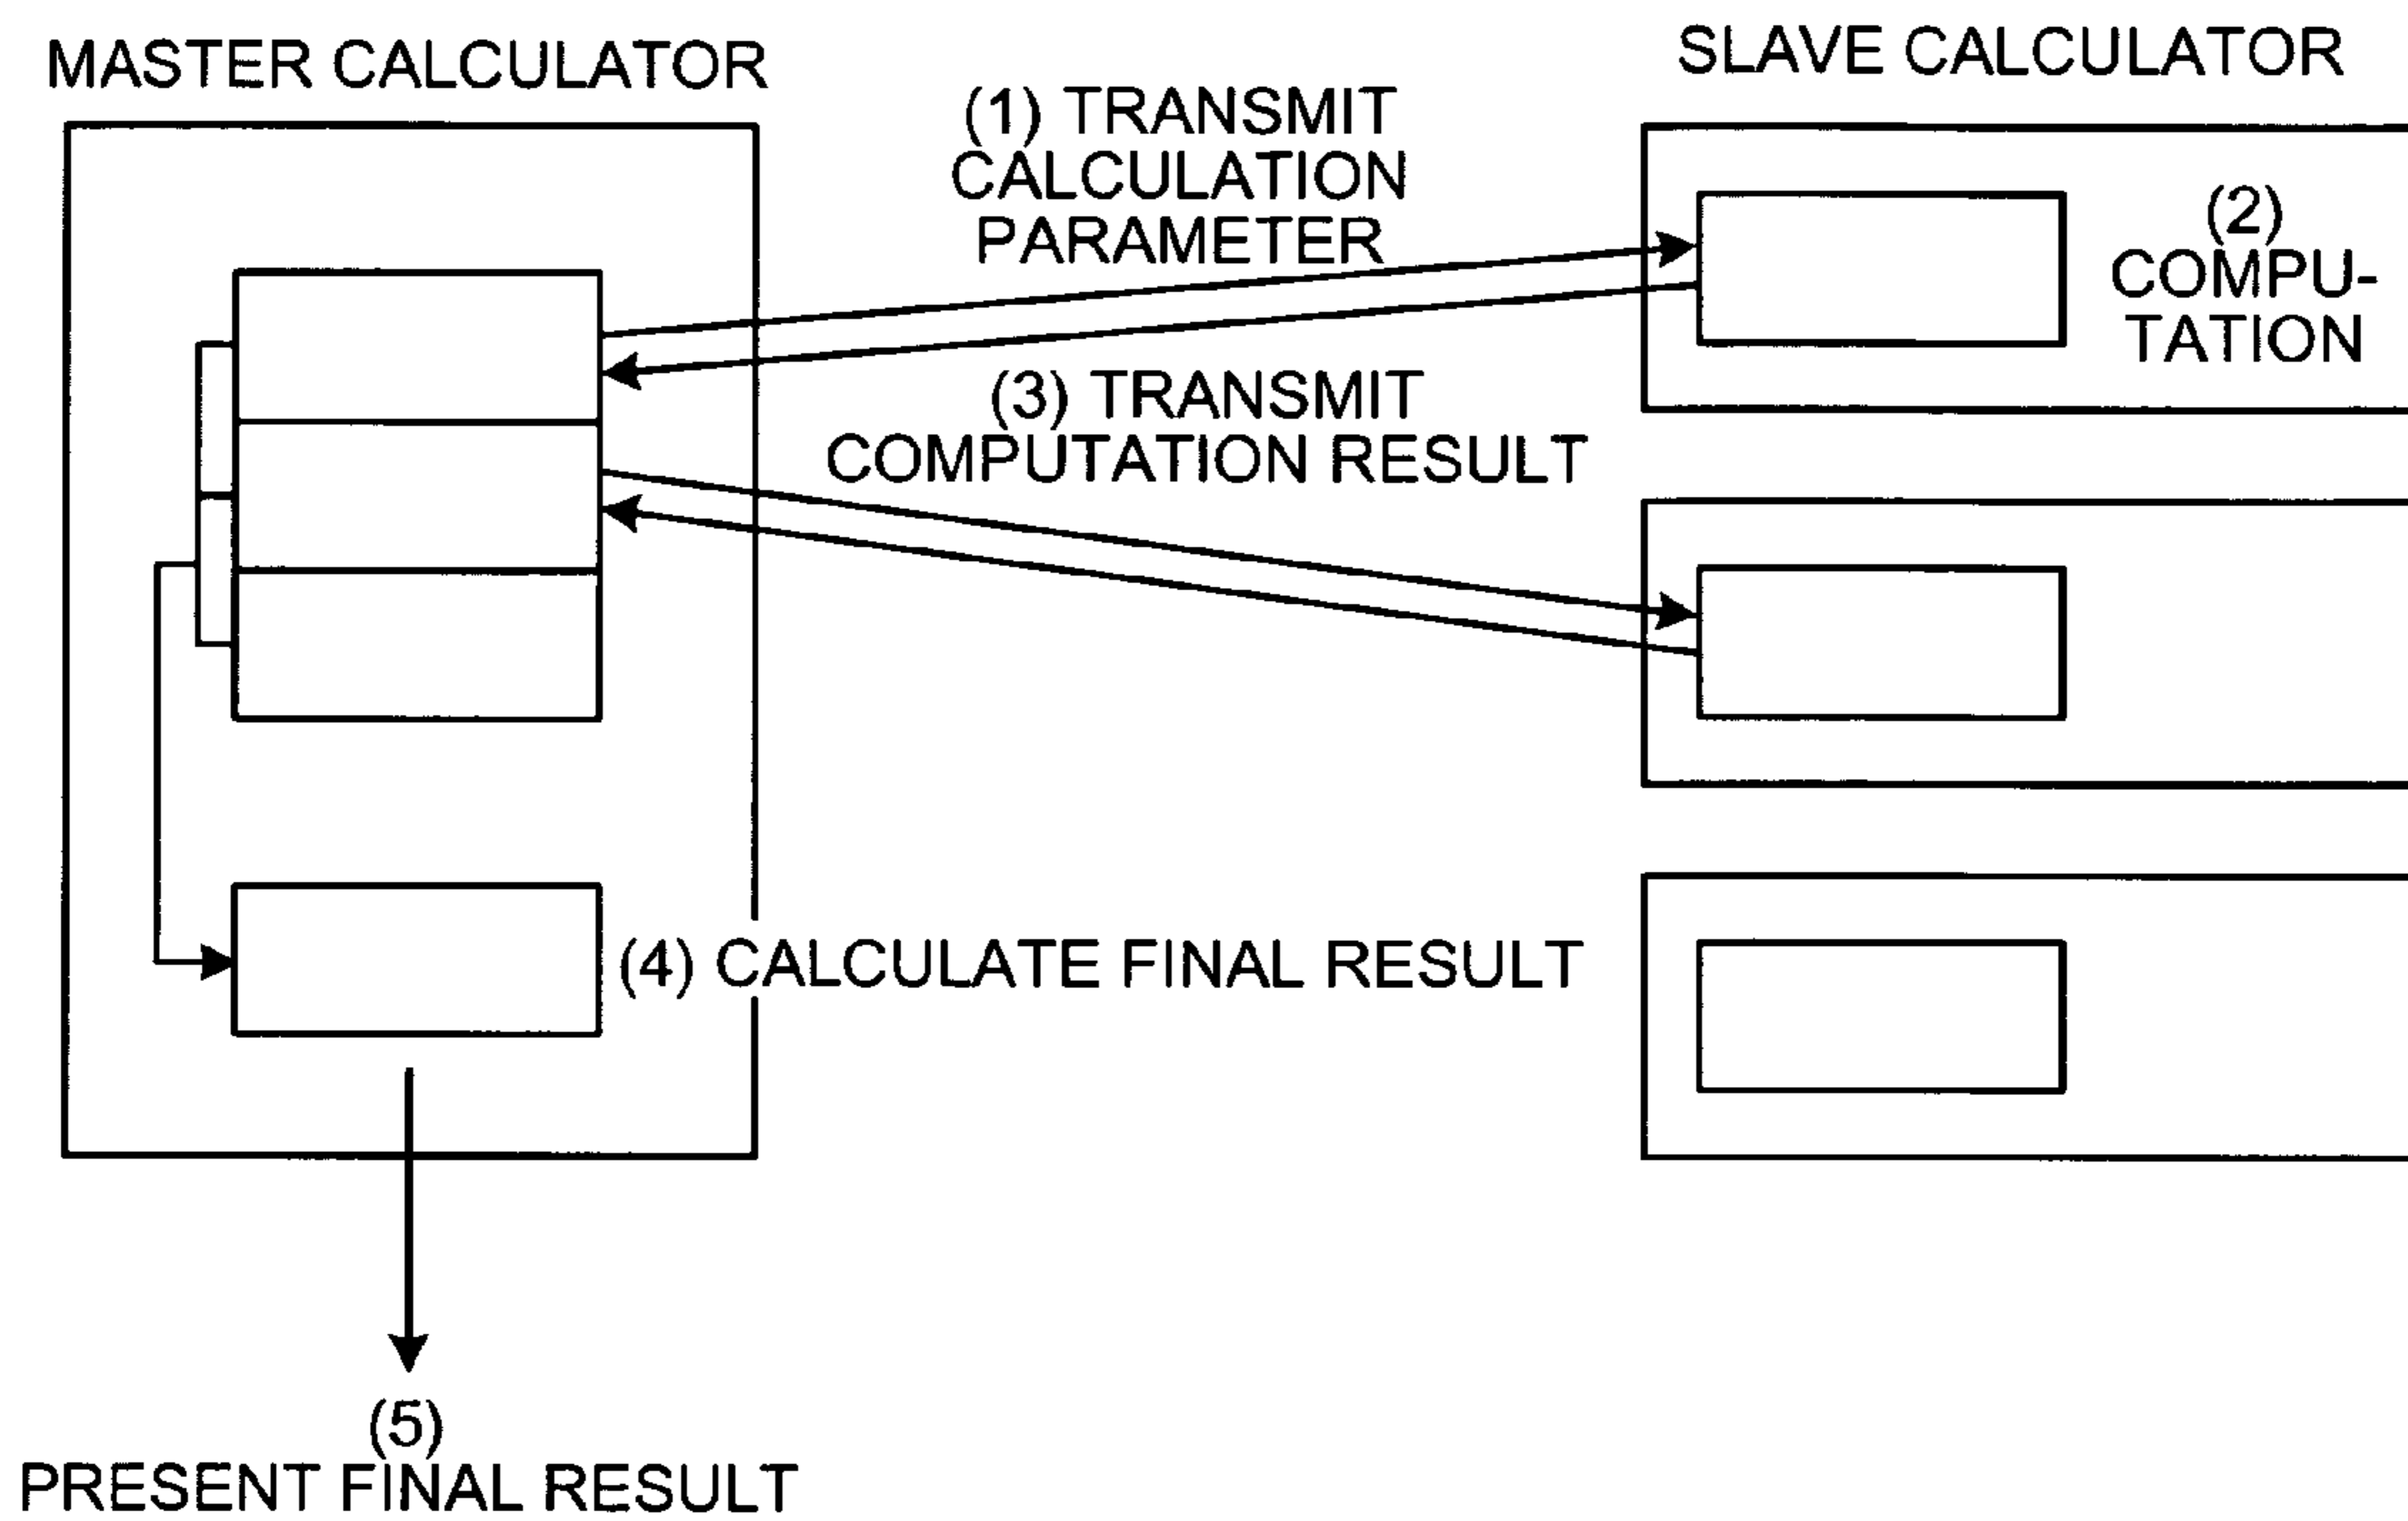 MASTER CALCULATOR
SLAVE CALCULATOR
(1) TRANSMIT
CALCULATION
PARAMETER
(2)
COMPU-
TATION
(3) TRANSMIT
COMPUTATION RESULT
(4) CALCULATE FINAL RESULT
(5)
PRESENT FINAL RESULT